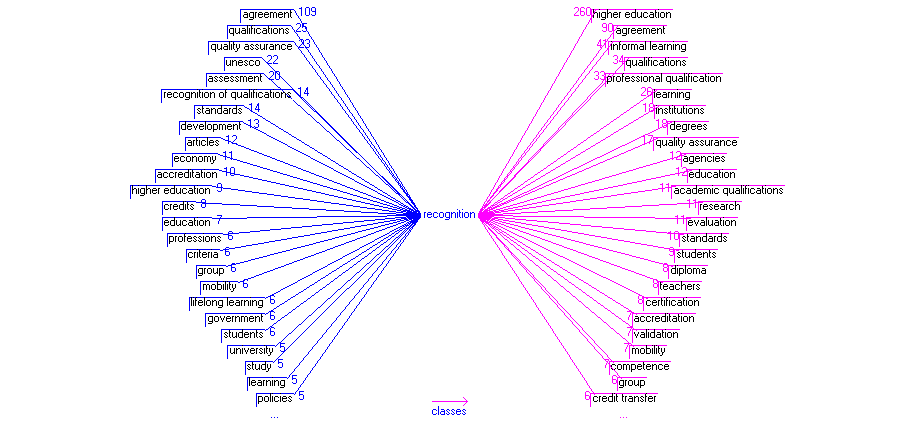 agreement 109
qualifications 25
quality assurance 23
unesco 22
assessment 20
recognition of qualifications 14
standards 14
development 13
articles 12
economy 11
accreditation 10
higher education 9
credits 8
education 7
professions 6
criteria 6
group 6
mobility 6
lifelong learning 6
government 6
students 6
university 5
study 5
learning 5
policies 5
...
recognition
classes
260 higher education
90 agreement
41 informal learning
34 qualifications
33 professional qualification
26 learning
18 institutions
18 degrees
17 quality assurance
12 agencies
12 education
11 academic qualifications
11 research
11 evaluation
10 standards
9 students
8 diploma
8 teachers
8 certification
7 accreditation
7 validation
7 mobility
7 competence
6 group
6 credit transfer
...